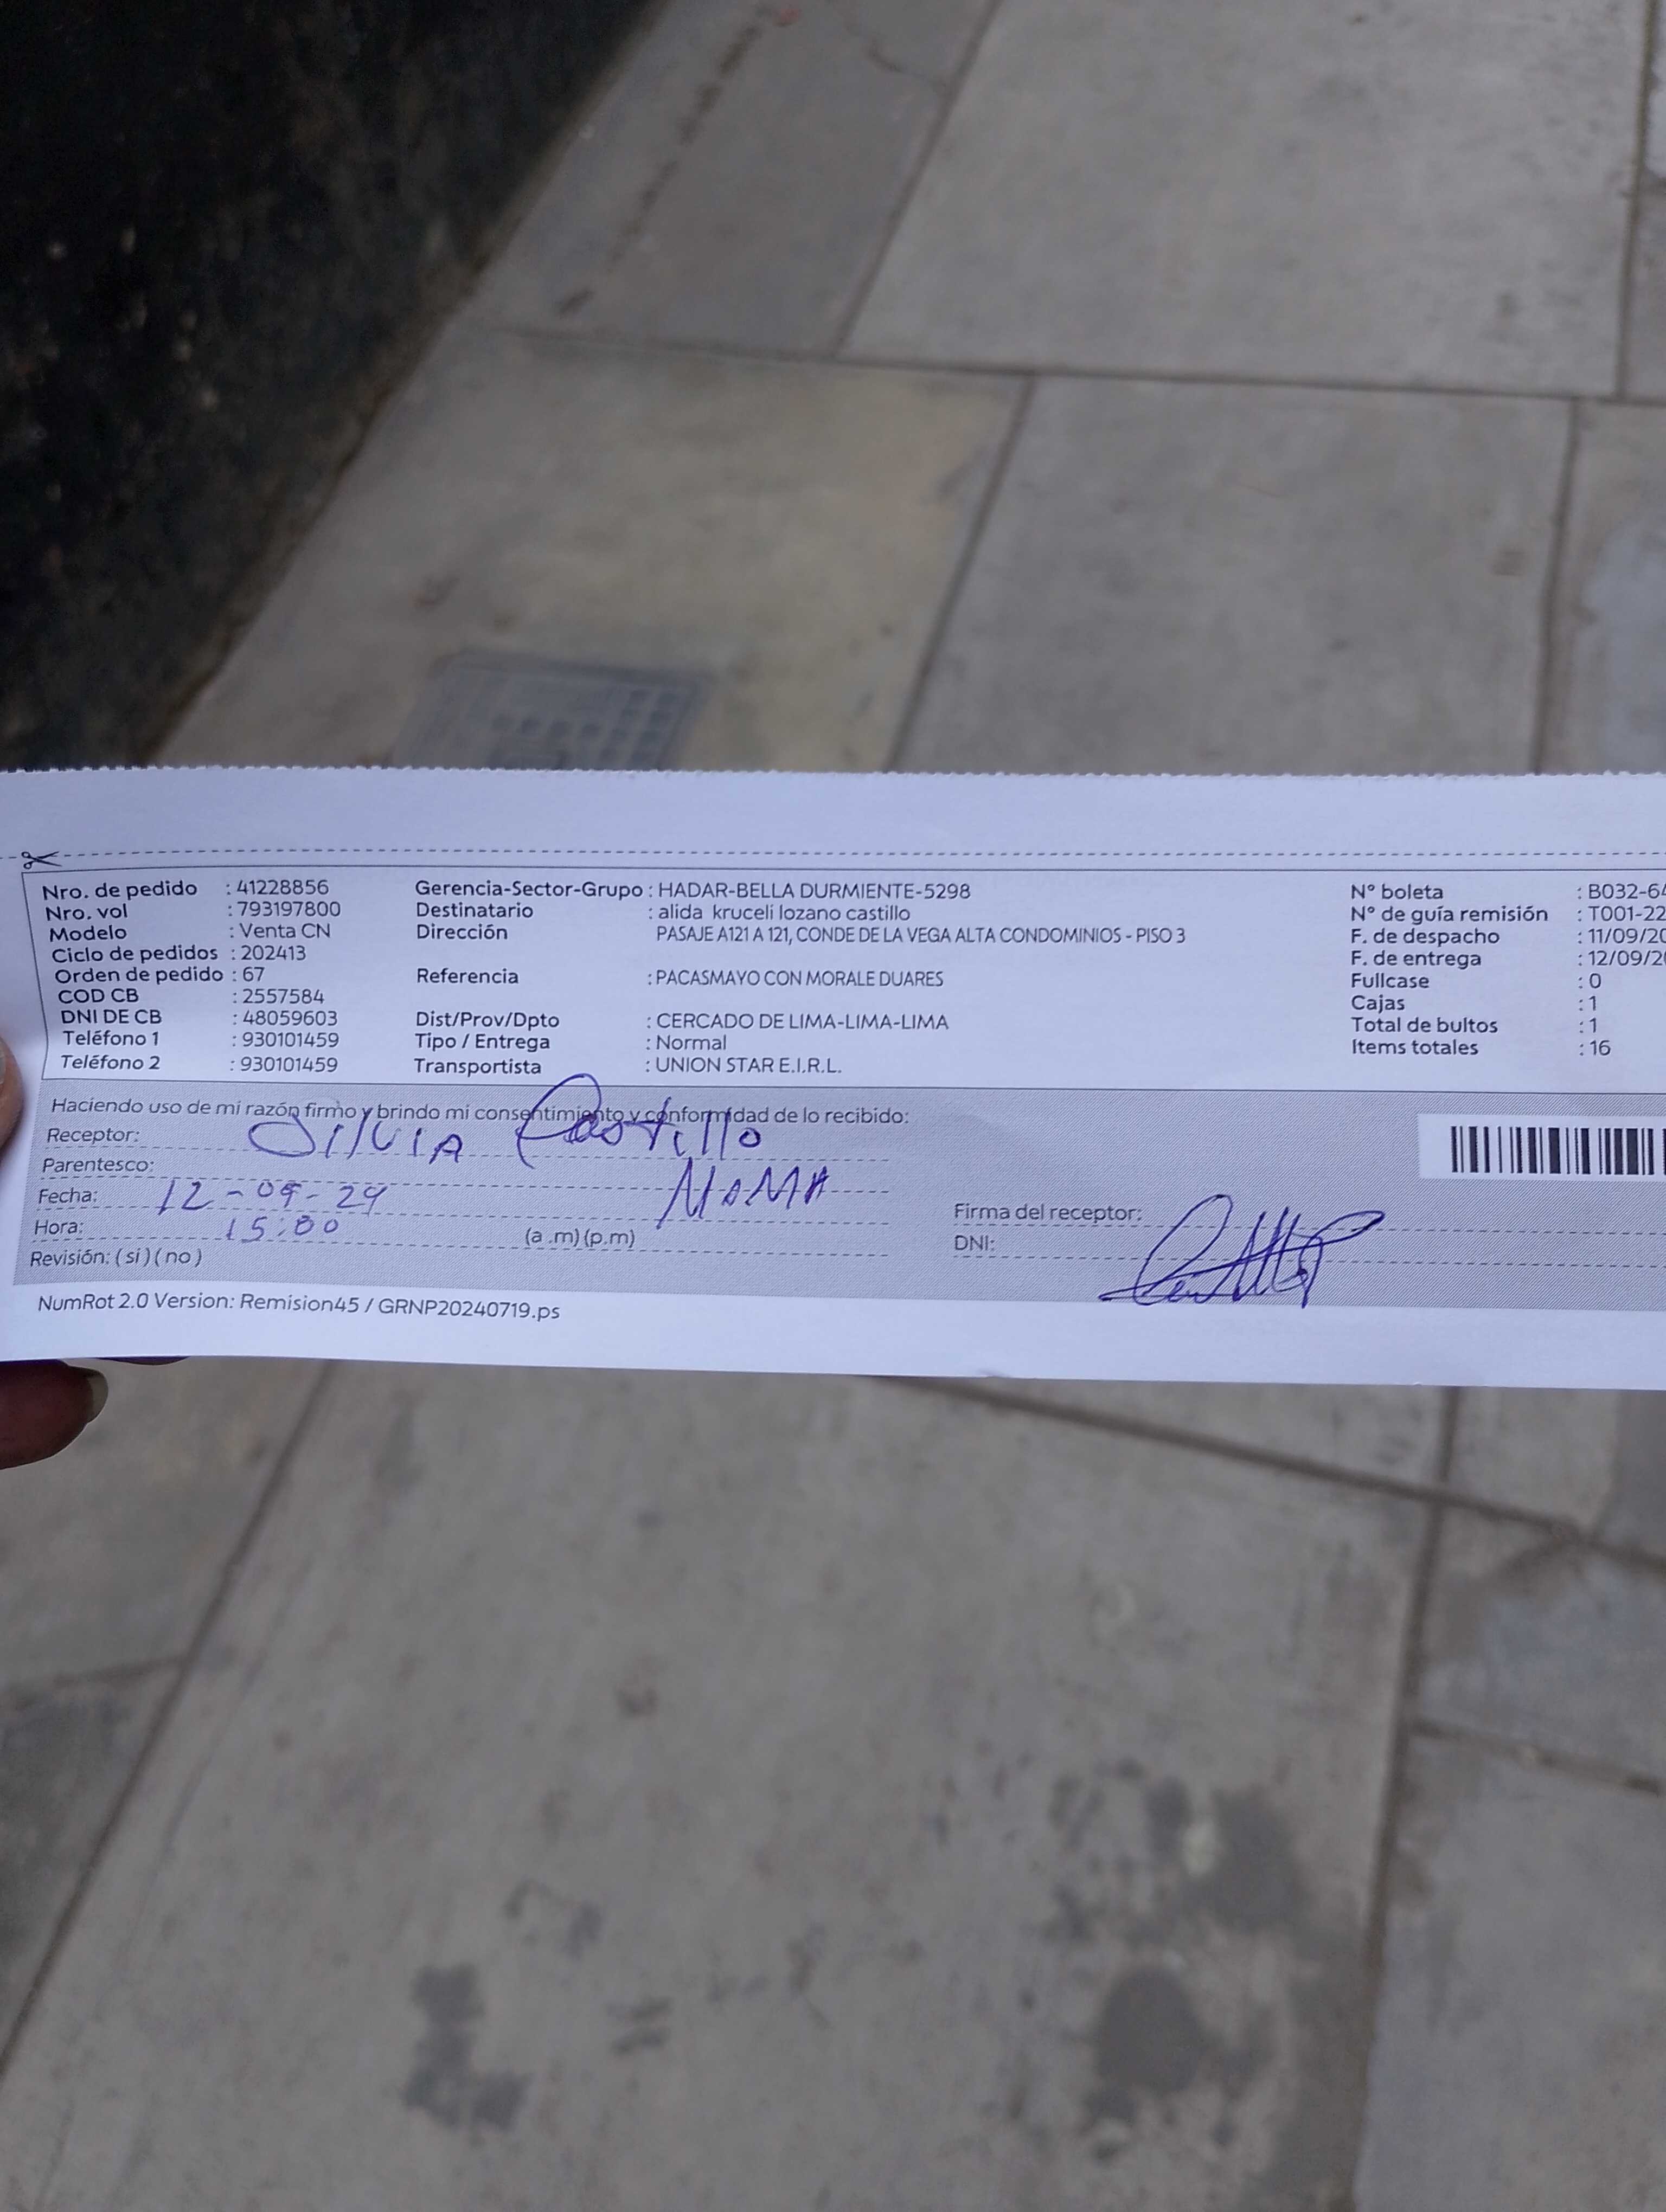 Nro. de pedido : 41228856
Nro. vol : 793197800
Modelo : Venta CN
Ciclo de pedidos : 202413
Orden de pedido : 67
COD CB : 2557584
DNI DE CB : 48059603
Teléfono 1 : 930101459
Teléfono 2 : 930101459
Gerencia-Sector-Grupo : HADAR-BELLA DURMIENTE-5298
Destinatario : alida kruceli lozano castillo
Dirección PASAJE A121 A 121, CONDE DE LA VEGA ALTA CONDOMINIOS - PISO 3
Referencia : PACASMAYO CON MORALE DUARES
Dist/Prov/Dpto : CERCADO DE LIMA-LIMA-LIMA
Tipo / Entrega : Normal
Transportista : UNION STAR E.I.R.L.
N° boleta : B032-64
N° de guía remisión : T001-22
F. de despacho : 11/09/20
F. de entrega : 12/09/20
Fullcase : 0
Cajas : 1
Total de bultos : 1
Items totales : 16
Haciendo uso de mi razón firmo y brindo mi consentimiento y conformidad de lo recibido:
Receptor: Silvia Castillo
Parentesco: MAMA
Fecha: 12-09-24
Hora: 15:00 (a .m) (p.m)
Revisión: ( si ) ( no )
Firma del receptor:
DNI:
NumRot 2.0 Version: Remision45 / GRNP20240719.ps